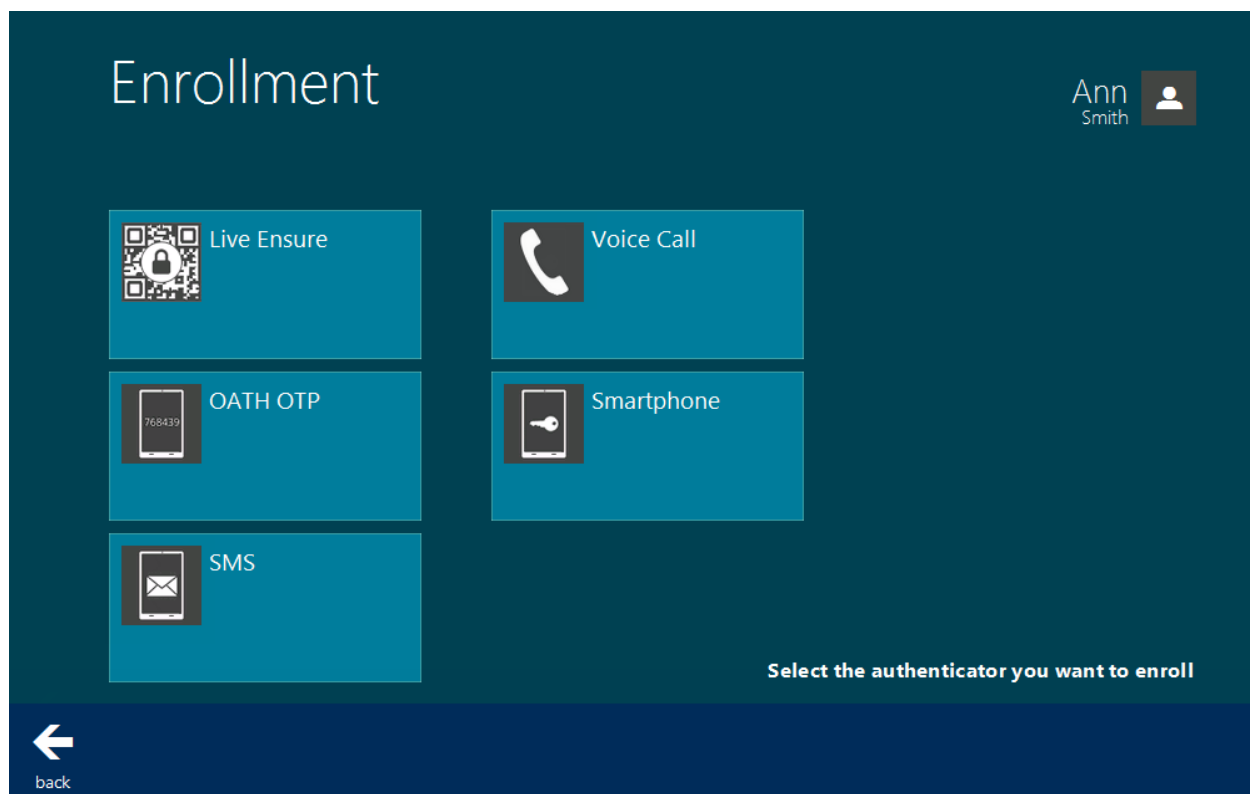 Enrollment
Ann
Smith
Live Ensure
Voice Call
OATH OTP
768439
Smartphone
SMS
Select the authenticator you want to enroll
back